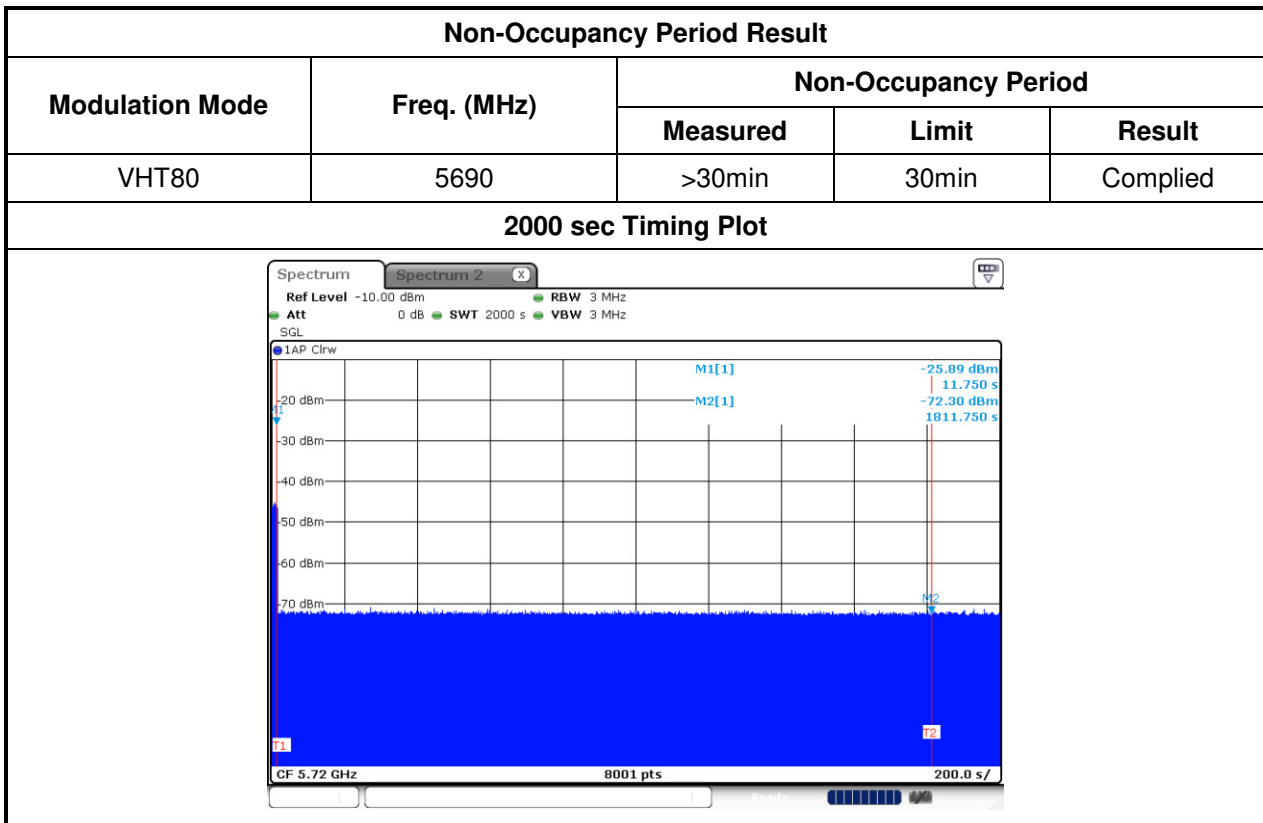 Non-Occupancy Period Result
Modulation Mode
Freq. (MHz)
Non-Occupancy Period
Measured
Limit
Result
VHT80
5690
>30min
30min
Complied
2000 sec Timing Plot
Spectrum
Spectrum 2
X
Ref Level -10.00 dBm
RBW 3 MHz
Att
0 dB
SWT 2000 s
VBW 3 MHz
SGL
1AP Clrw
M1[1]
-25.89 dBm
11.750 s
M2[1]
-72.30 dBm
1811.750 s
-20 dBm
M1
-30 dBm
-40 dBm
-50 dBm
-60 dBm
-70 dBm
M2
T1
T2
CF 5.72 GHz
8001 pts
200.0 s/
Ready